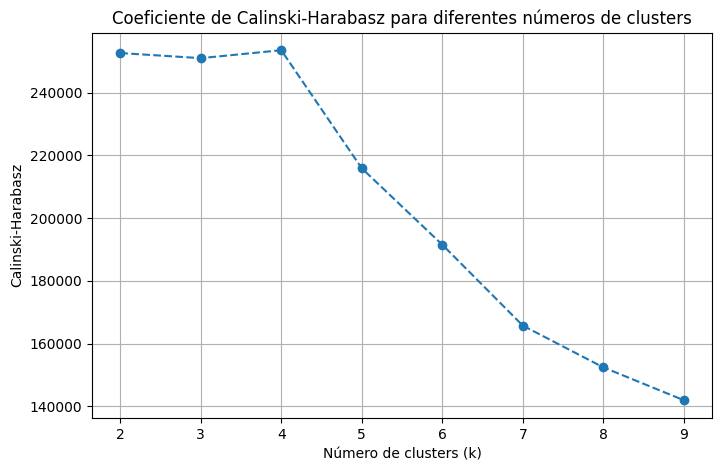 Coeficiente de Calinski-Harabasz para diferentes números de clusters
240000
220000
200000
180000
160000
140000
Calinski-Harabasz
2 3 4 5 6 7 8 9
Número de clusters (k)